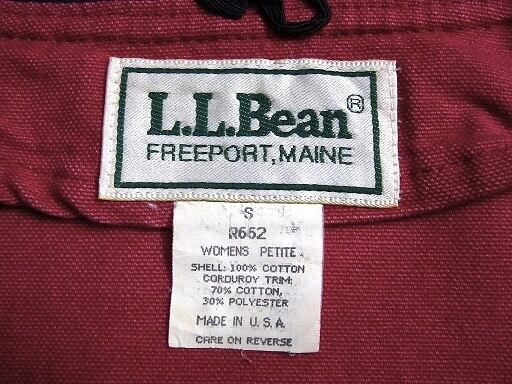 L.L.Bean®
FREEPORT, MAINE
S
R662
WOMENS PETITE
SHELL: 100% COTTON
CORDUROY TRIM:
70% COTTON,
30% POLYESTER
MADE IN U.S.A.
CARE ON REVERSE